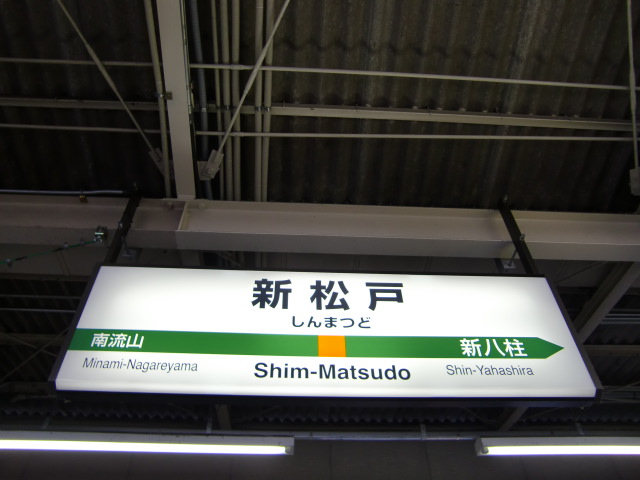 新松戸
しんまつど
南流山 新八柱
Minami-Nagareyama Shim-Matsudo Shin-Yahashira